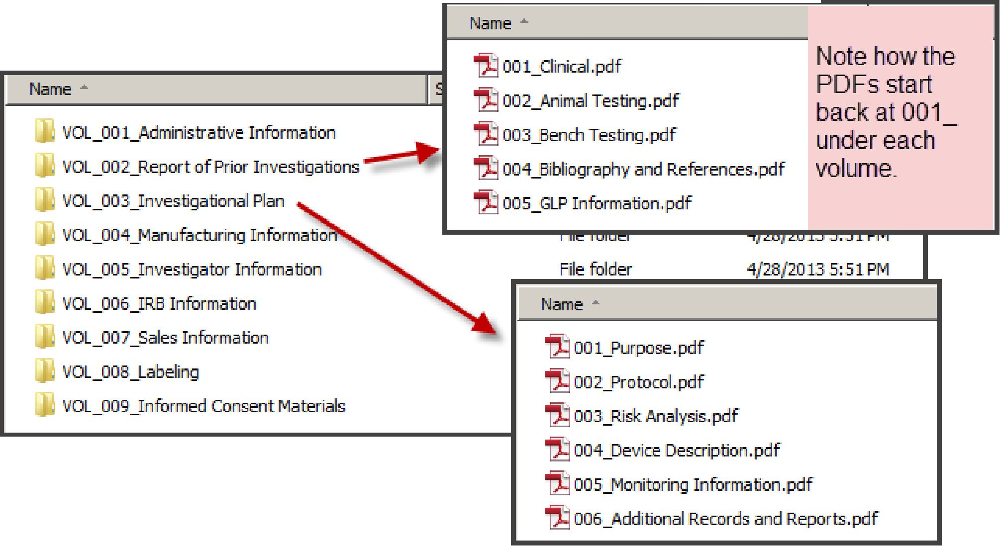 Name
S
VOL_001_Administrative Information
VOL_002_Report of Prior Investigations
VOL_003_Investigational Plan
VOL_004_Manufacturing Information
File folder
4/28/2013 5:51 PM
VOL_005_Investigator Information
File folder
4/28/2013 5:51 PM
VOL_006_IRB Information
VOL_007_Sales Information
VOL_008_Labeling
VOL_009_Informed Consent Materials
Name
001_Clinical.pdf
002_Animal Testing.pdf
003_Bench Testing.pdf
004_Bibliography and References.pdf
005_GLP Information.pdf
Note how the
PDFs start
back at 001_
under each
volume.
Name
001_Purpose.pdf
002_Protocol.pdf
003_Risk Analysis.pdf
004_Device Description.pdf
005_Monitoring Information.pdf
006_Additional Records and Reports.pdf